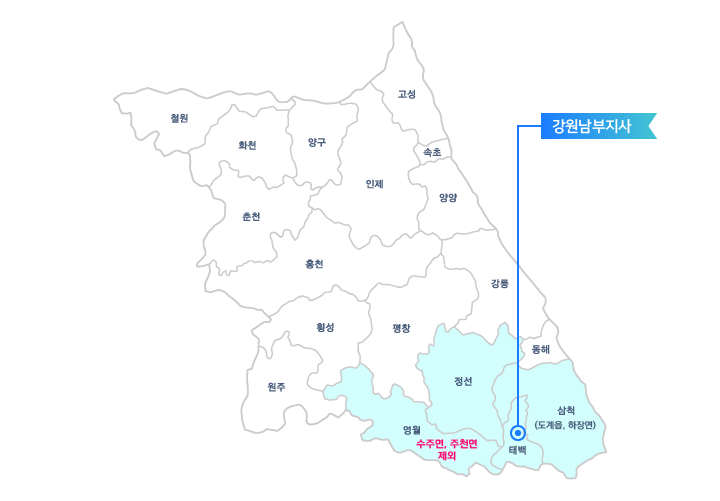 고성
철원
강원남부지사
양구
화천
속초
인제
양양
춘천
홍천
강릉
횡성
평창
동해
정선
원주
삼척
(도계읍, 하장면)
영월
수주면, 주천면
제외
태백